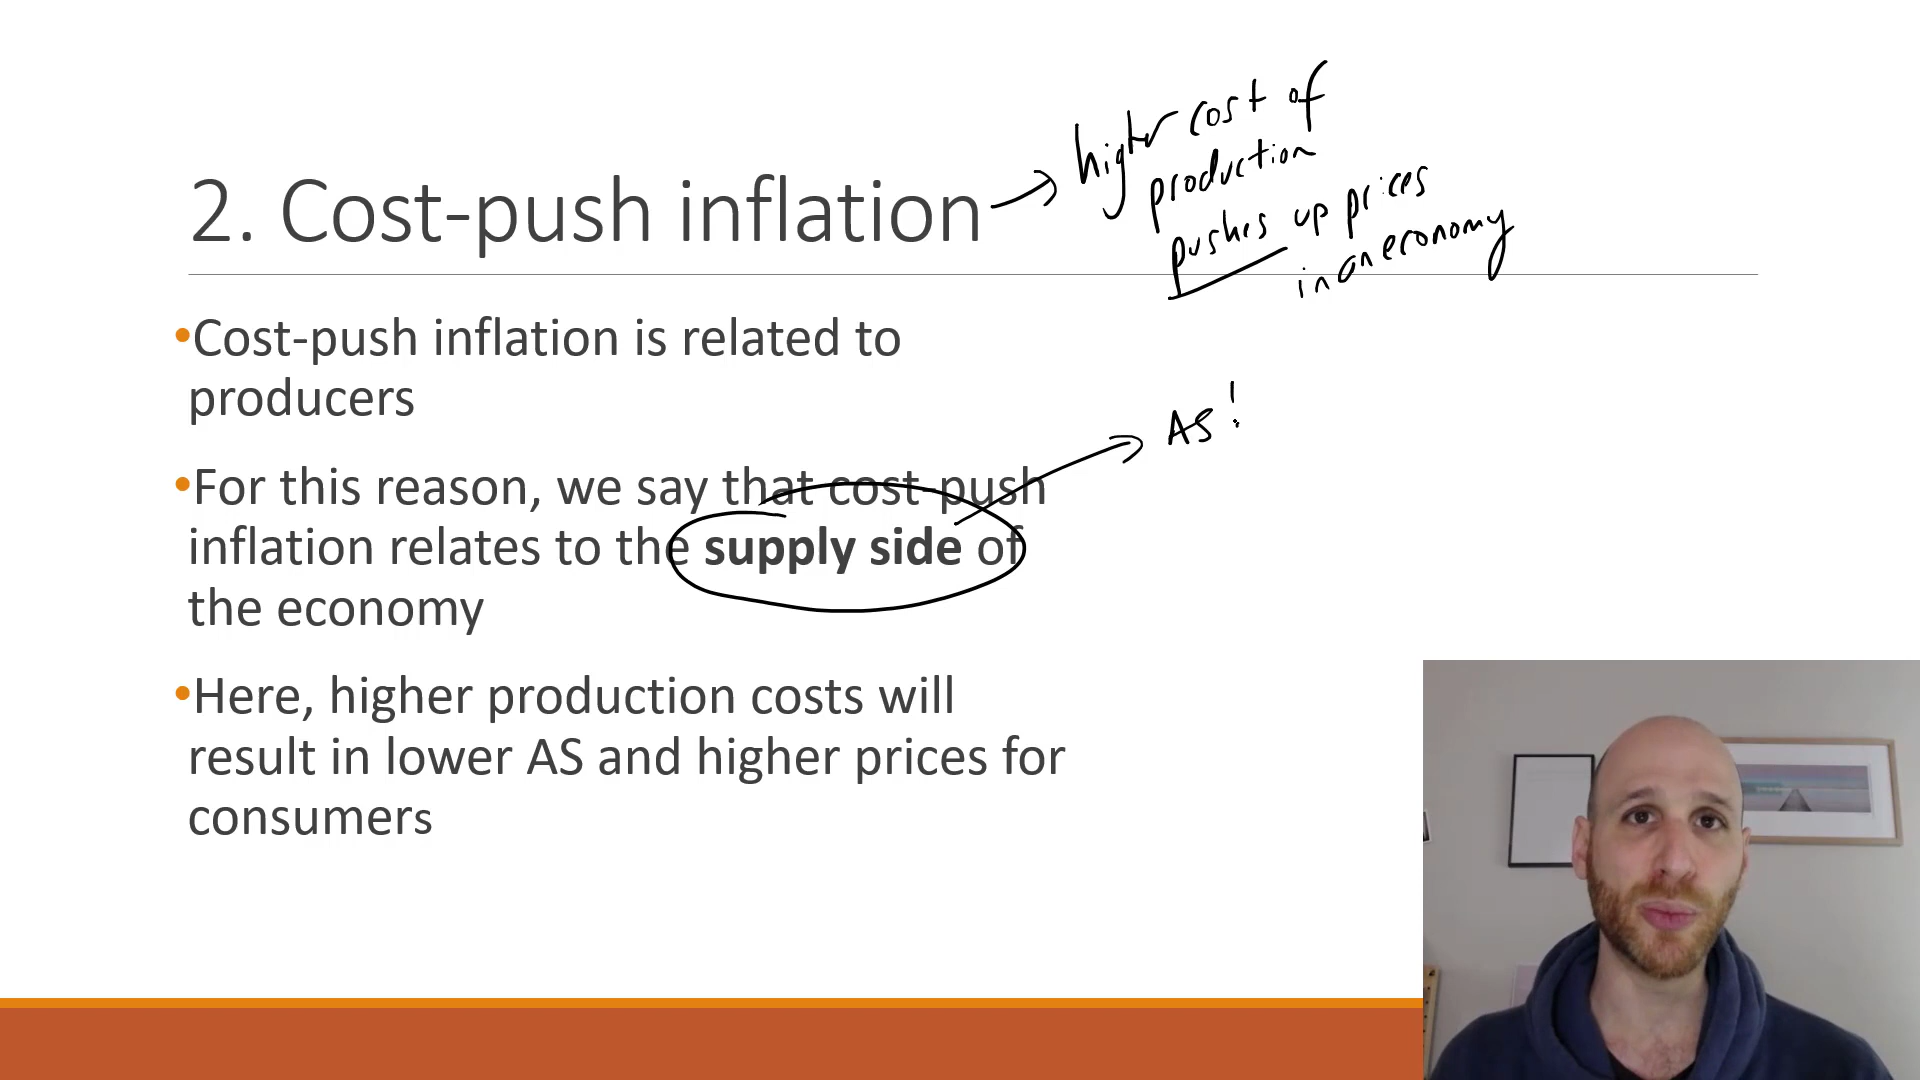 higher cost of
production
pushes up prices
in an economy
2. Cost-push inflation
•Cost-push inflation is related to
producers
AS!
•For this reason, we say that cost-push
inflation relates to the supply side of
the economy
•Here, higher production costs will
result in lower AS and higher prices for
consumers